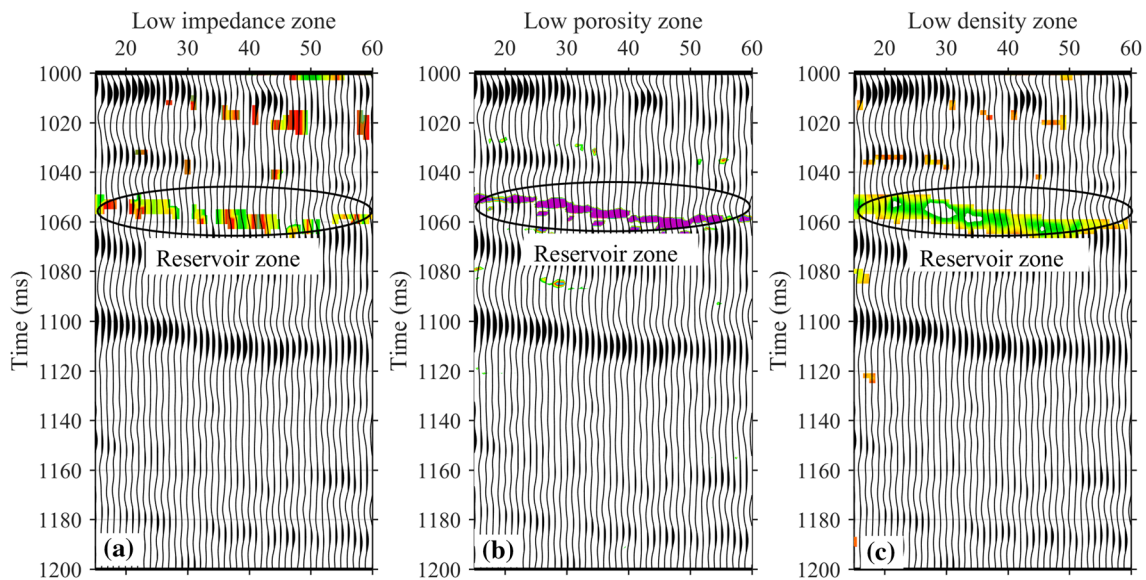 Low impedance zone
20 30 40 50 60
1000
1020
1040
1060
1080
1100
1120
1140
1160
1180
1200
Time (ms)
Reservoir zone
(a)
Low porosity zone
20 30 40 50 60
1000
1020
1040
1060
1080
1100
1120
1140
1160
1180
1200
Time (ms)
Reservoir zone
(b)
Low density zone
20 30 40 50 60
1000
1020
1040
1060
1080
1100
1120
1140
1160
1180
1200
Time (ms)
Reservoir zone
(c)